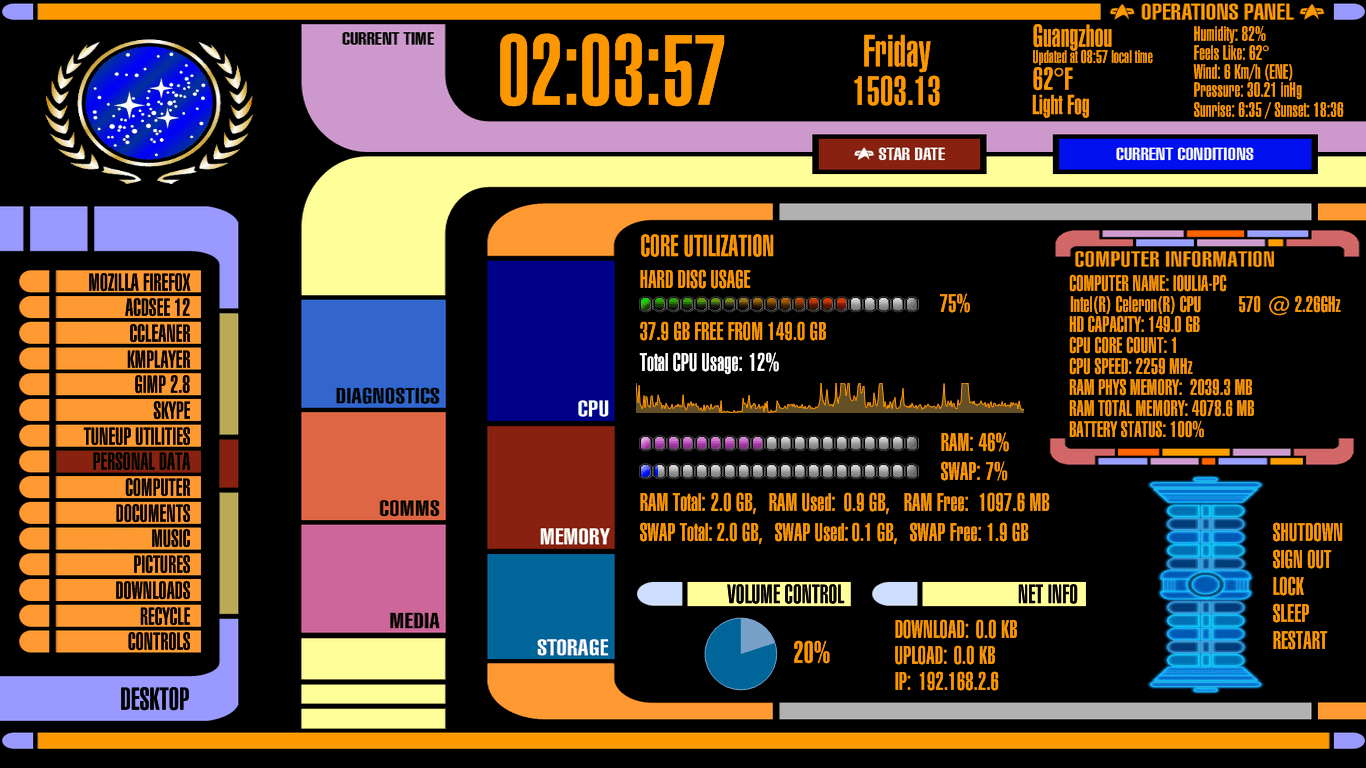 OPERATIONS PANEL
CURRENT TIME
02:03:57
Friday
1503.13
Guangzhou
Updated at 08:57 local time
62°F
Light Fog
Humidity: 82%
Feels Like: 62°
Wind: 6 Km/h (ENE)
Pressure: 30.21 inHg
Sunrise: 6:35 / Sunset: 18:36
STAR DATE
CURRENT CONDITIONS
MOZILLA FIREFOX
ACDSEE 12
CCLEANER
KMPLAYER
GIMP 2.8
SKYPE
TUNEUP UTILITIES
PERSONAL DATA
COMPUTER
DOCUMENTS
MUSIC
PICTURES
DOWNLOADS
RECYCLE
CONTROLS
DESKTOP
DIAGNOSTICS
COMMS
MEDIA
CPU
MEMORY
STORAGE
CORE UTILIZATION
HARD DISC USAGE
75%
37.9 GB FREE FROM 149.0 GB
Total CPU Usage: 12%
RAM: 46%
SWAP: 7%
RAM Total: 2.0 GB, RAM Used: 0.9 GB, RAM Free: 1097.6 MB
SWAP Total: 2.0 GB, SWAP Used: 0.1 GB, SWAP Free: 1.9 GB
VOLUME CONTROL
20%
NET INFO
DOWNLOAD: 0.0 KB
UPLOAD: 0.0 KB
IP: 192.168.2.6
COMPUTER INFORMATION
COMPUTER NAME: IOULIA-PC
Intel(R) Celeron(R) CPU 570 @ 2.26GHz
HD CAPACITY: 149.0 GB
CPU CORE COUNT: 1
CPU SPEED: 2259 MHz
RAM PHYS MEMORY: 2039.3 MB
RAM TOTAL MEMORY: 4078.6 MB
BATTERY STATUS: 100%
SHUTDOWN
SIGN OUT
LOCK
SLEEP
RESTART